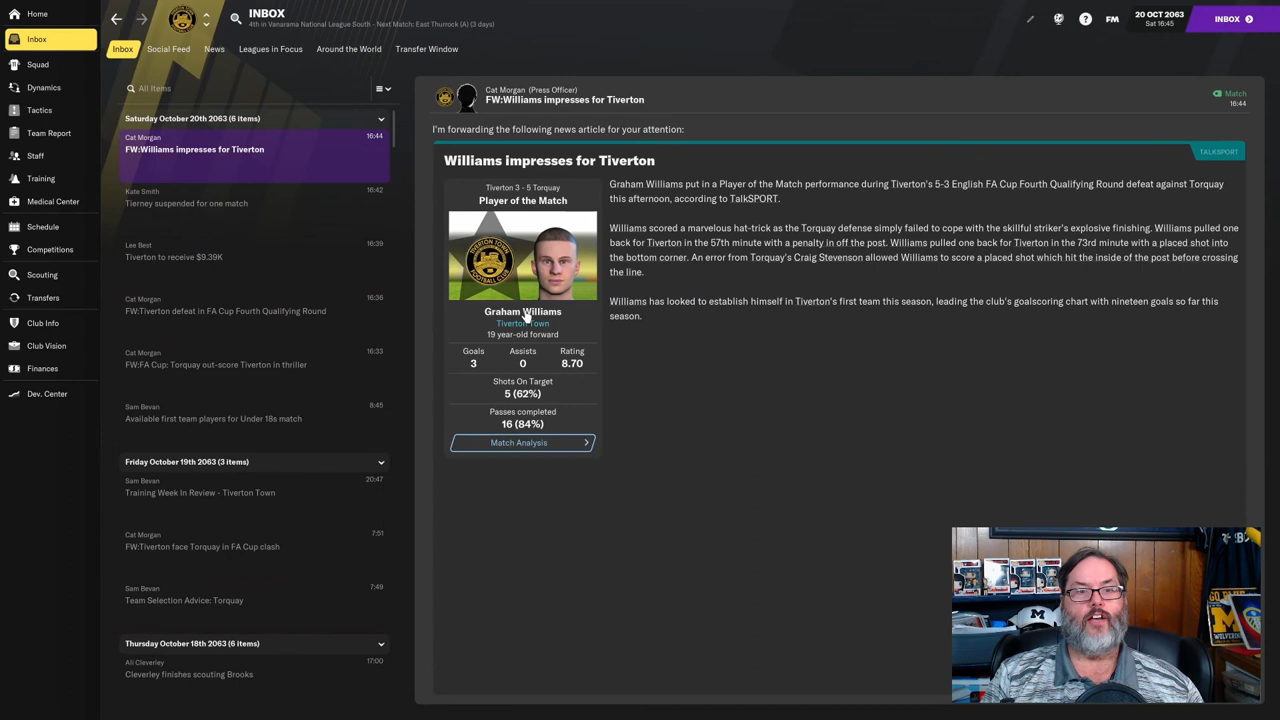 Home
Inbox
Squad
Dynamics
Tactics
Team Report
Staff
Training
Medical Center
Schedule
Competitions
Scouting
Transfers
Club Info
Club Vision
Finances
Dev. Center
INBOX
4th in Vanarama National League South - Next Match: East Thurrock (A) (3 days)
FM
20 OCT 2063
Sat 16:45
INBOX
Inbox
Social Feed
News
Leagues in Focus
Around the World
Transfer Window
All Items
Saturday October 20th 2063 (6 items)
Cat Morgan 16:44
FW:Williams impresses for Tiverton
Kate Smith 16:42
Tierney suspended for one match
Lee Best 16:39
Tiverton to receive $9.39K
Cat Morgan 16:36
FW:Tiverton defeat in FA Cup Fourth Qualifying Round
Cat Morgan 16:33
FW:FA Cup: Torquay out-score Tiverton in thriller
Sam Bevan 8:45
Available first team players for Under 18s match
Friday October 19th 2063 (3 items)
Sam Bevan 20:47
Training Week In Review - Tiverton Town
Cat Morgan 7:51
FW:Tiverton face Torquay in FA Cup clash
Sam Bevan 7:49
Team Selection Advice: Torquay
Thursday October 18th 2063 (6 items)
Ali Cleverley 17:00
Cleverley finishes scouting Brooks
Cat Morgan (Press Officer)
FW:Williams impresses for Tiverton
Match
16:44
I'm forwarding the following news article for your attention:
Williams impresses for Tiverton
TALKSPORT
Tiverton 3 - 5 Torquay
Player of the Match
TIVERTON TOWN
FOOTBALL CLUB
Graham Williams
Tiverton Town
19 year-old forward
Goals Assists Rating
3 0 8.70
Shots On Target
5 (62%)
Passes completed
16 (84%)
Match Analysis
Graham Williams put in a Player of the Match performance during Tiverton's 5-3 English FA Cup Fourth Qualifying Round defeat against Torquay
this afternoon, according to TalkSPORT.
Williams scored a marvelous hat-trick as the Torquay defense simply failed to cope with the skillful striker's explosive finishing. Williams pulled one
back for Tiverton in the 57th minute with a penalty in off the post. Williams pulled one back for Tiverton in the 73rd minute with a placed shot into
the bottom corner. An error from Torquay's Craig Stevenson allowed Williams to score a placed shot which hit the inside of the post before crossing
the line.
Williams has looked to establish himself in Tiverton's first team this season, leading the club's goalscoring chart with nineteen goals so far this
season.
M
GO BLUE
M
WOLVERINES